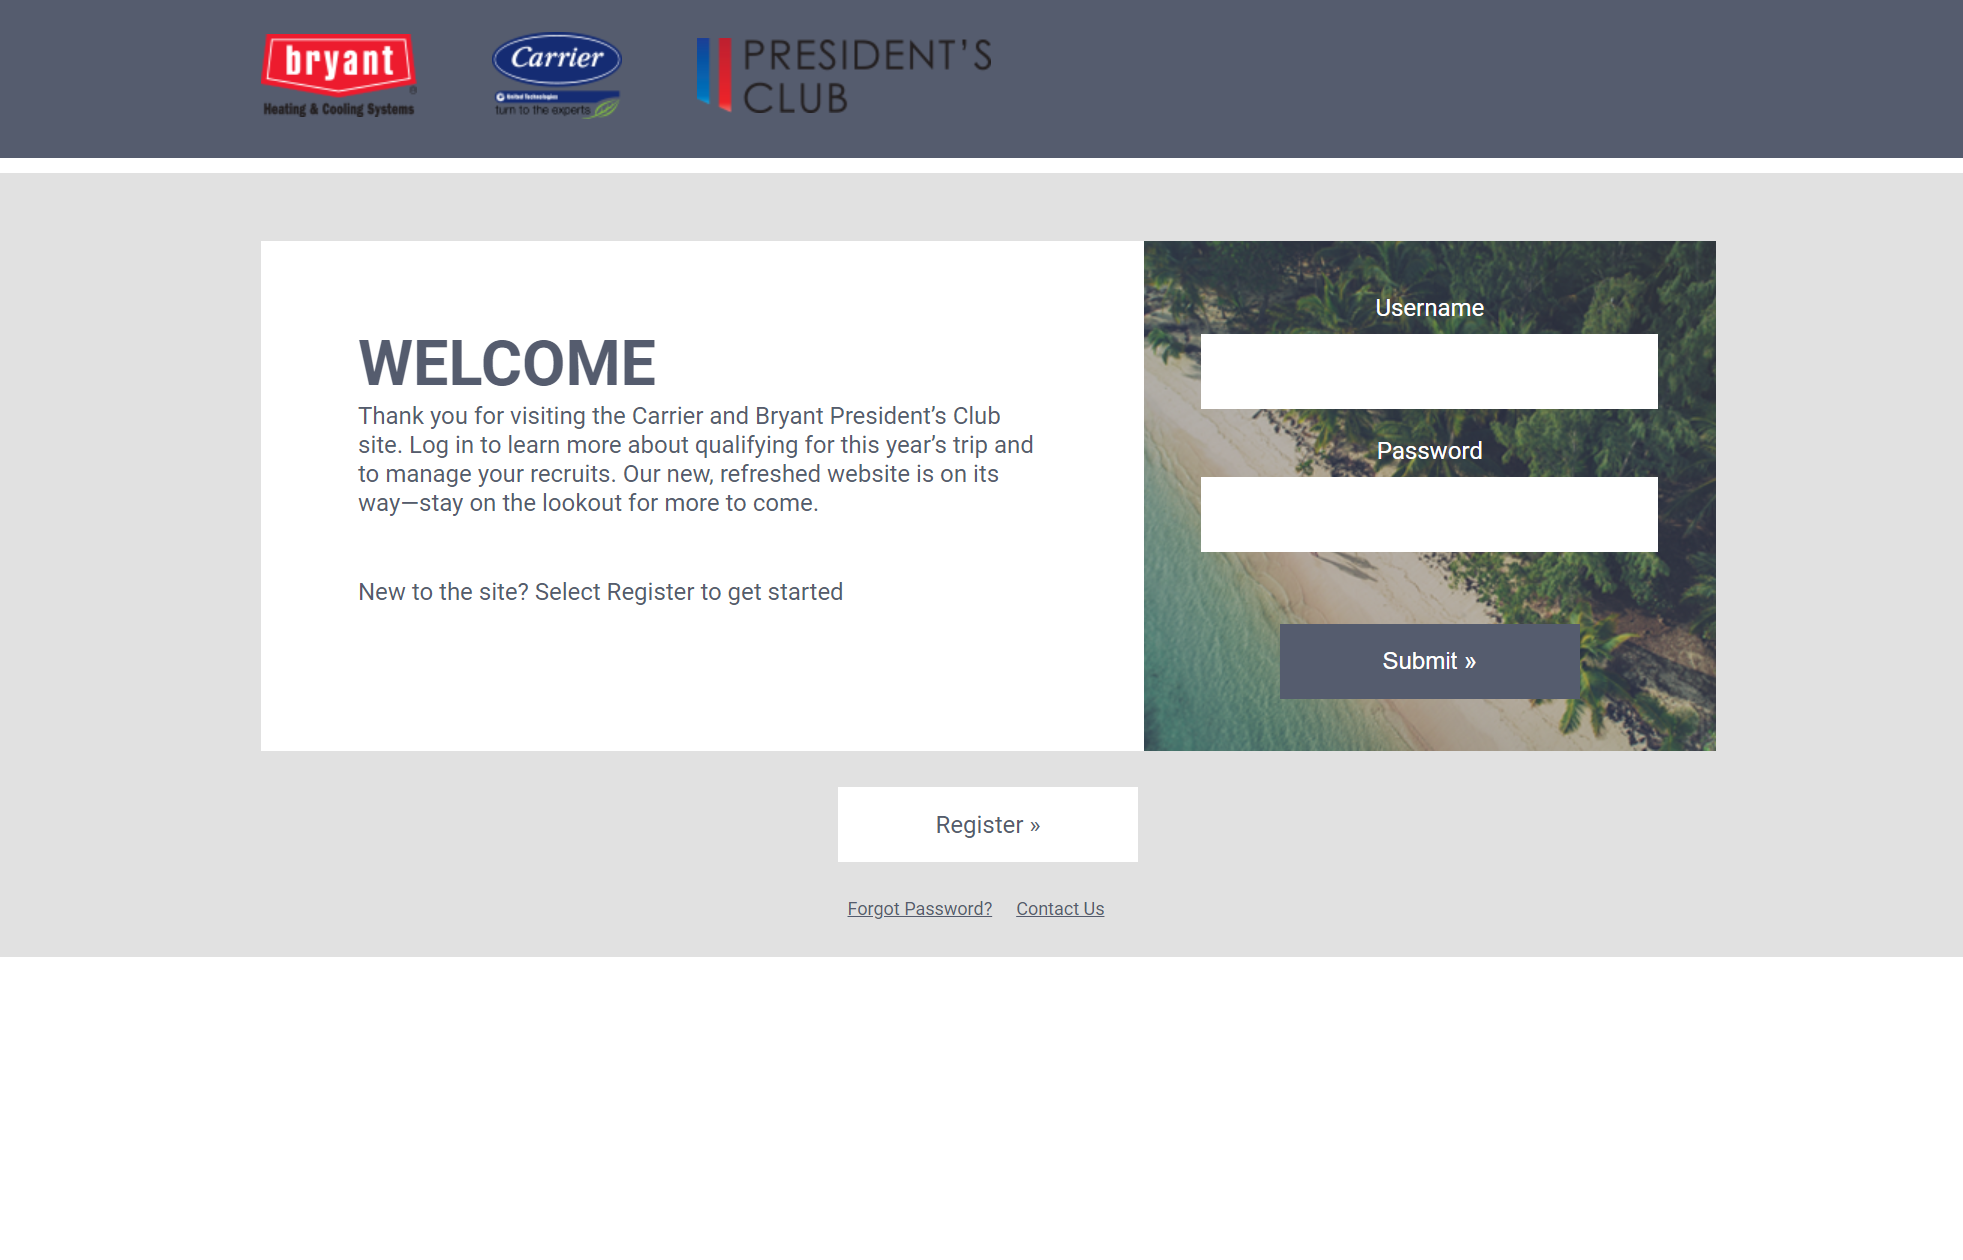 bryant
Heating & Cooling Systems
Carrier
United Technologies
turn to the experts
PRESIDENT'S
CLUB
WELCOME
Thank you for visiting the Carrier and Bryant President’s Club
site. Log in to learn more about qualifying for this year’s trip and
to manage your recruits. Our new, refreshed website is on its
way—stay on the lookout for more to come.
New to the site? Select Register to get started
Username
Password
Submit »
Register »
Forgot Password? Contact Us